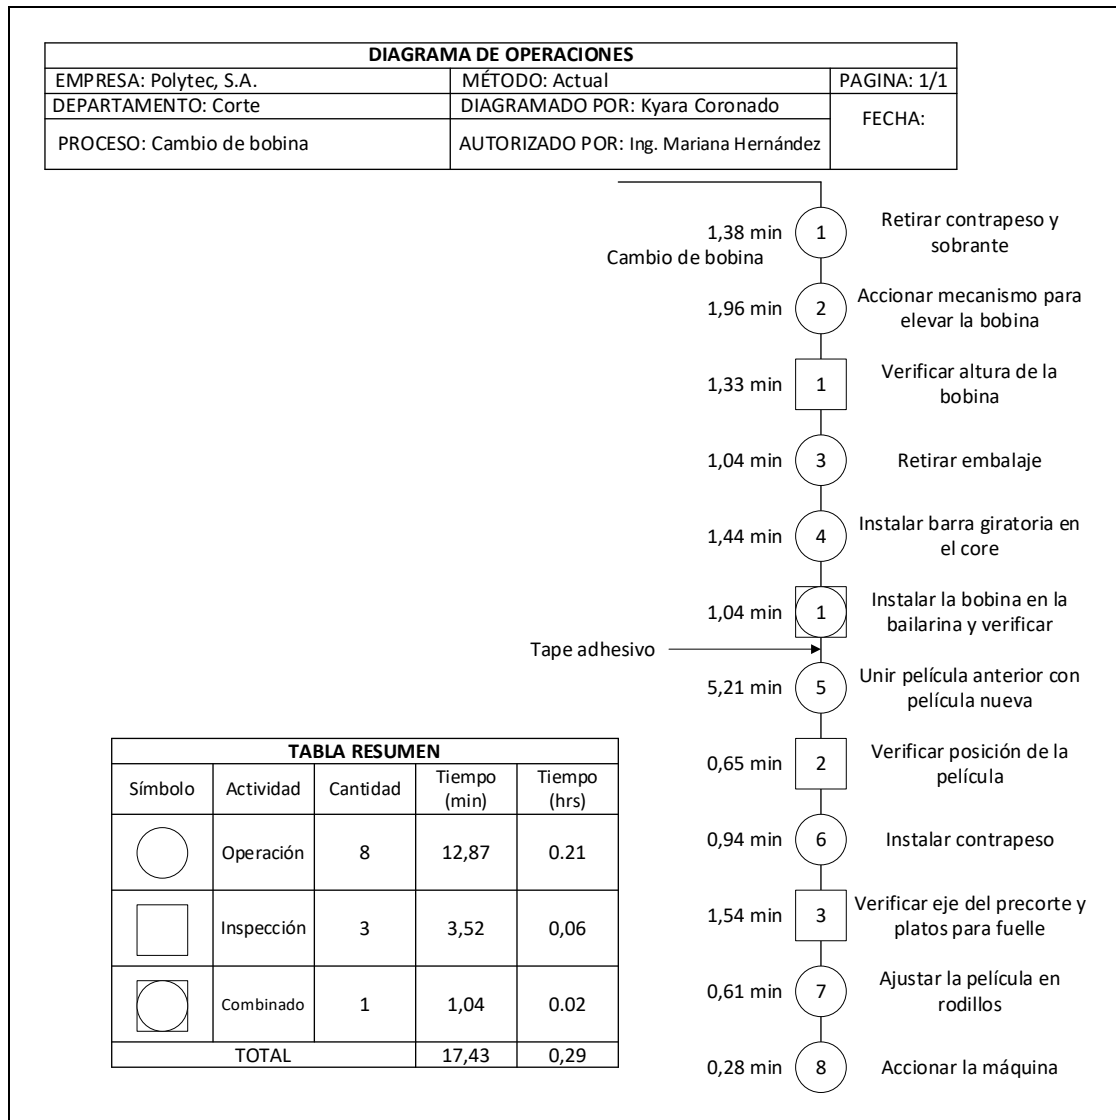 DIAGRAMA DE OPERACIONES
EMPRESA: Polytec, S.A.
MÉTODO: Actual
PAGINA: 1/1
DEPARTAMENTO: Corte
DIAGRAMADO POR: Kyara Coronado
FECHA:
PROCESO: Cambio de bobina
AUTORIZADO POR: Ing. Mariana Hernández
1,38 min
1
Retirar contrapeso y
sobrante
Cambio de bobina
1,96 min
2
Accionar mecanismo para
elevar la bobina
1,33 min
1
Verificar altura de la
bobina
1,04 min
3
Retirar embalaje
1,44 min
4
Instalar barra giratoria en
el core
1,04 min
1
Instalar la bobina en la
bailarina y verificar
Tape adhesivo
5,21 min
5
Unir película anterior con
película nueva
0,65 min
2
Verificar posición de la
película
0,94 min
6
Instalar contrapeso
1,54 min
3
Verificar eje del precorte y
platos para fuelle
0,61 min
7
Ajustar la película en
rodillos
0,28 min
8
Accionar la máquina
TABLA RESUMEN
Símbolo
Actividad
Cantidad
Tiempo
(min)
Tiempo
(hrs)
Operación
8
12,87
0.21
Inspección
3
3,52
0,06
Combinado
1
1,04
0.02
TOTAL
17,43
0,29